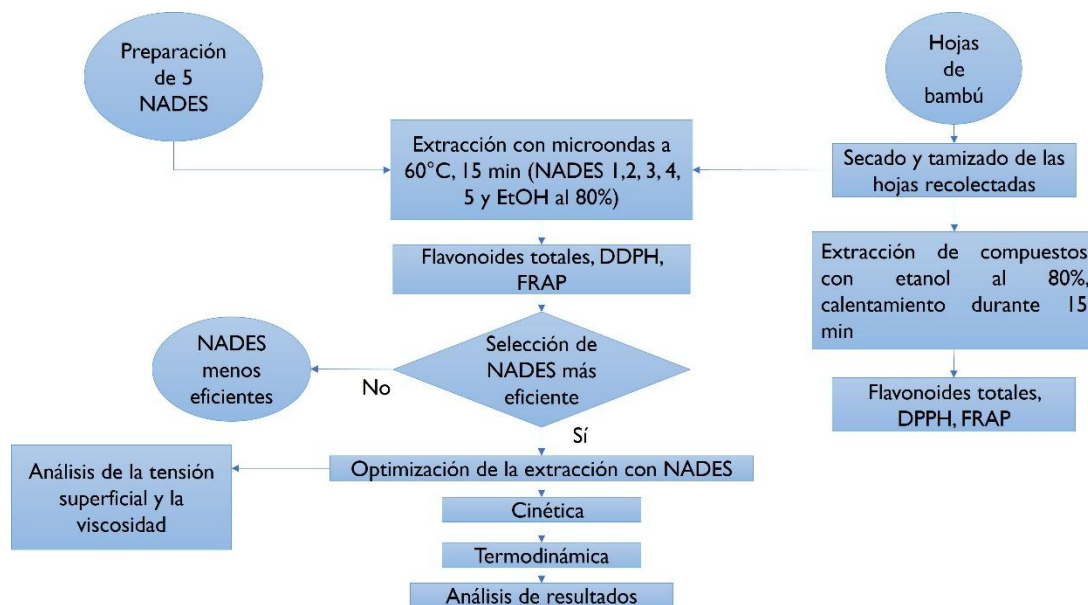 Preparación
de 5
NADES
Hojas
de
bambú
Extracción con microondas a
60°C, 15 min (NADES 1,2, 3, 4,
5 y EtOH al 80%)
Secado y tamizado de las
hojas recolectadas
Flavonoides totales, DDPH,
FRAP
Extracción de compuestos
con etanol al 80%,
calentamiento durante 15
min
Selección de
NADES más
eficiente
NADES
menos
eficientes
No
Flavonoides totales,
DPPH, FRAP
Sí
Optimización de la extracción con NADES
Análisis de la tensión
superficial y la
viscosidad
Cinética
Termodinámica
Análisis de resultados